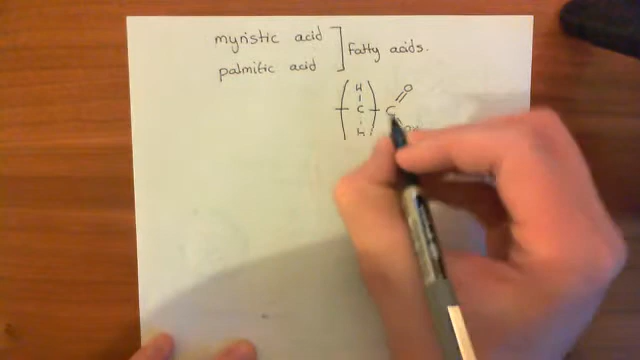 myristic acid
palmitic acid
Fatty acids.
H
O
C C
H